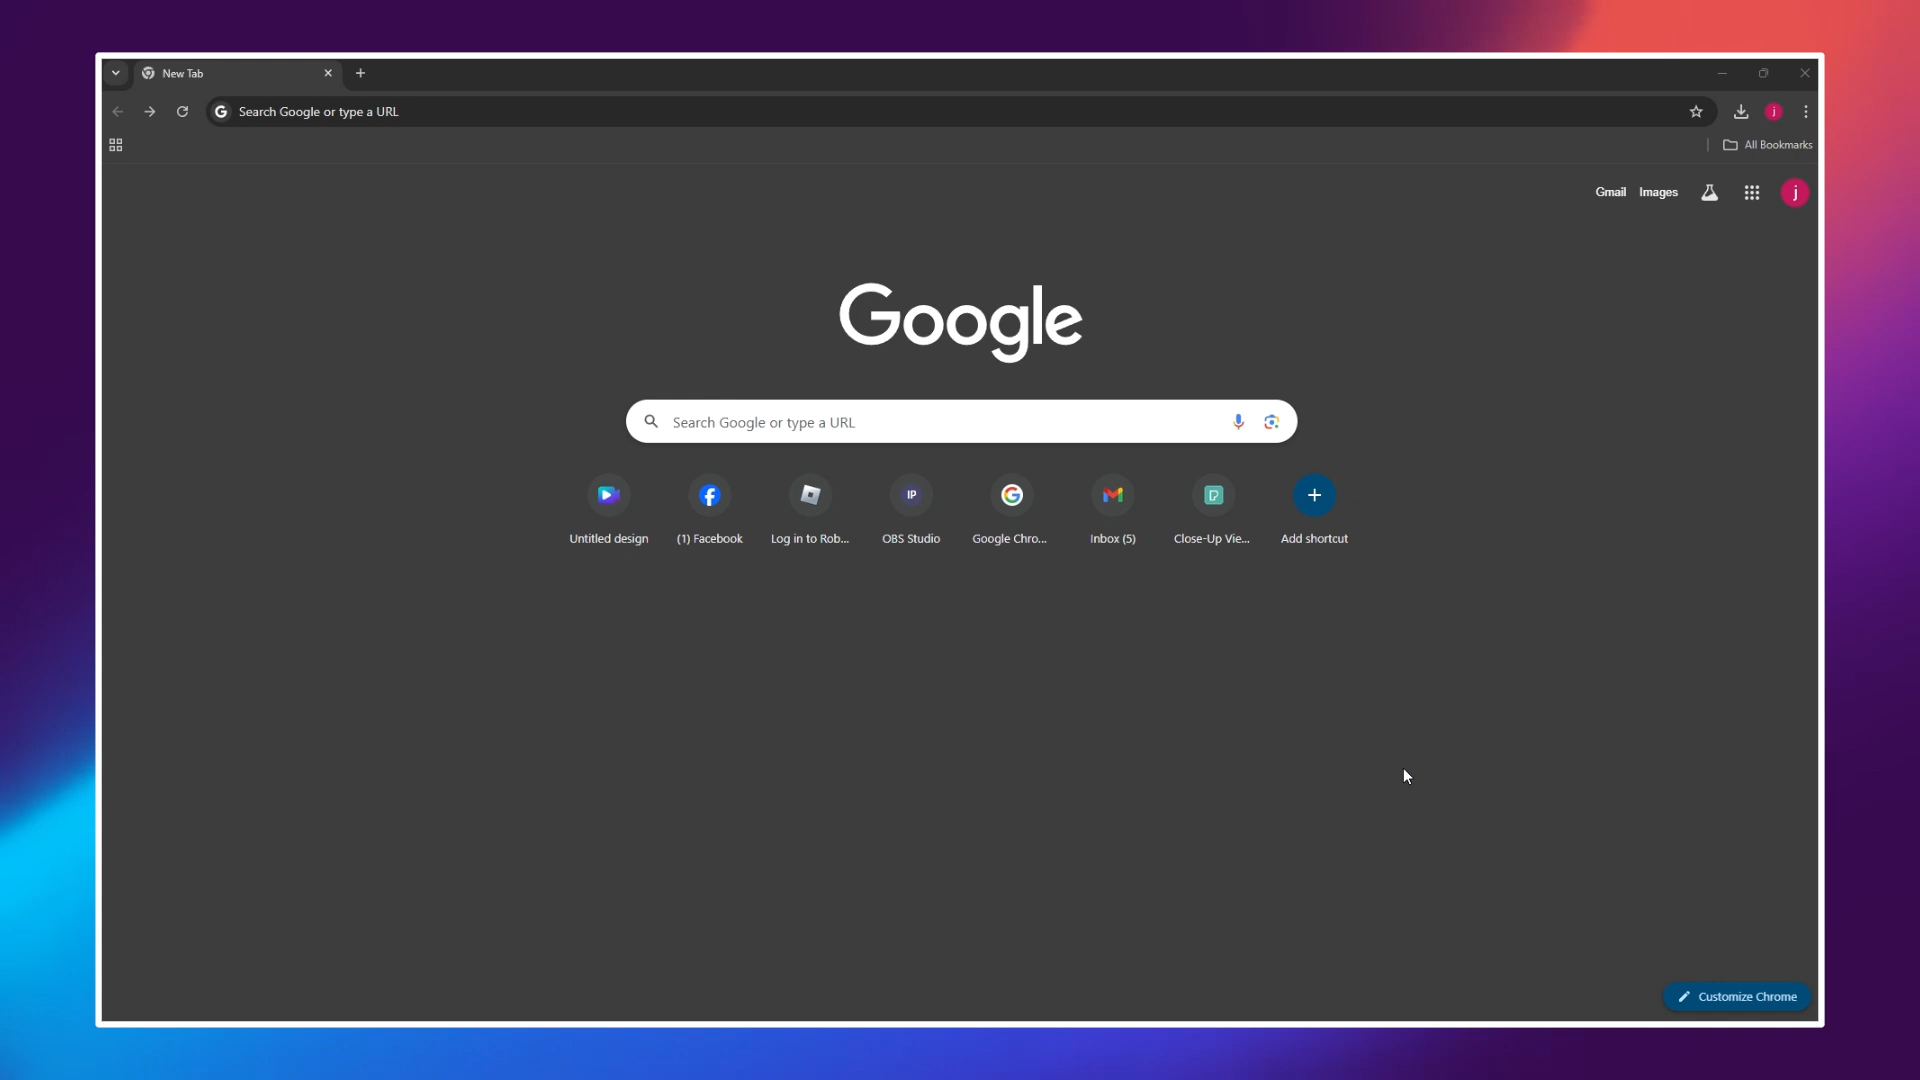 New Tab
Search Google or type a URL
All Bookmarks
Gmail Images
j
Google
Search Google or type a URL
IP
Untitled design
(1) Facebook
Log in to Rob...
OBS Studio
Google Chro...
Inbox (5)
Close-Up Vie...
Add shortcut
Customize Chrome